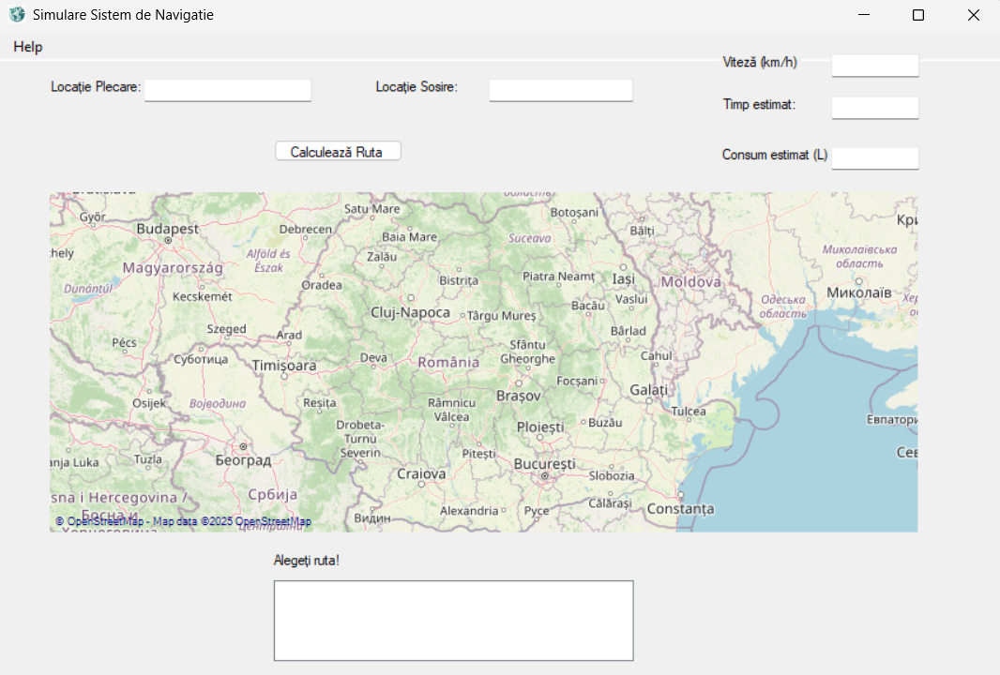 Simulare Sistem de Navigatie
Help
Locație Plecare:
Locație Sosire:
Viteză (km/h)
Timp estimat:
Consum estimat (L)
Calculează Ruta
Satu Mare
Botoșani
Győr
Budapest
Debrecen
Baia Mare
Suceava
Bălți
Alföld és
Észak
Zalău
Миколаївська
область
Magyarország
Oradea
Bistrița
Piatra Neamț
Iași
Moldova
Dunántúl
Kecskemét
Vaslui
Одеська
область
Миколаїв
Cluj-Napoca
Târgu Mureș
Bacău
Szeged
Arad
Bârlad
Pécs
Суботица
Timișoara
Deva
România
Sfântu
Gheorghe
Cahul
Focșani
Galați
Osijek
Војводина
Reșița
Râmnicu
Vâlcea
Brașov
Tulcea
Drobeta-
Turnu
Severin
Ploiești
Buzău
Tuzla
Београд
Pitești
București
Craiova
Slobozia
Србија
Călărași
Constanța
Видин
Alexandria
Русе
© OpenStreetMap - Map data ©2025 OpenStreetMap
Alegeți ruta!